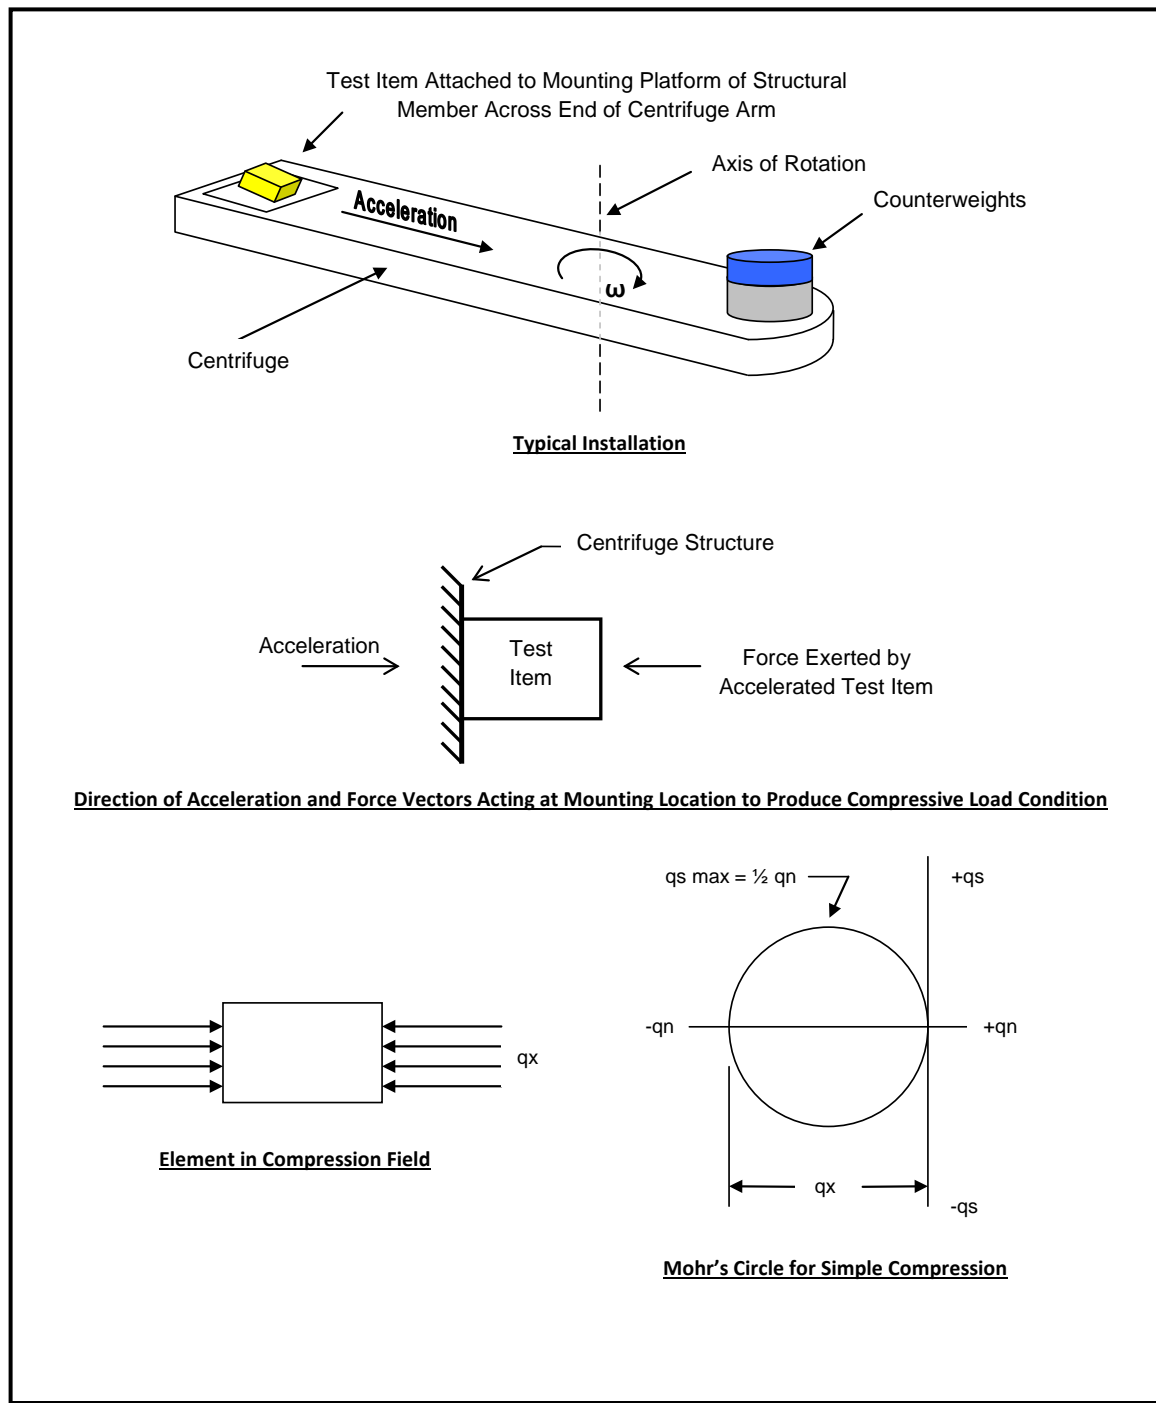 Test Item Attached to Mounting Platform of Structural
Member Across End of Centrifuge Arm
Axis of Rotation
Counterweights
Acceleration
ω
Centrifuge
Typical Installation
Centrifuge Structure
Acceleration
Test
Item
Force Exerted by
Accelerated Test Item
Direction of Acceleration and Force Vectors Acting at Mounting Location to Produce Compressive Load Condition
qs max = ½ qn
+qs
-qn
+qn
qx
Element in Compression Field
qx
-qs
Mohr’s Circle for Simple Compression